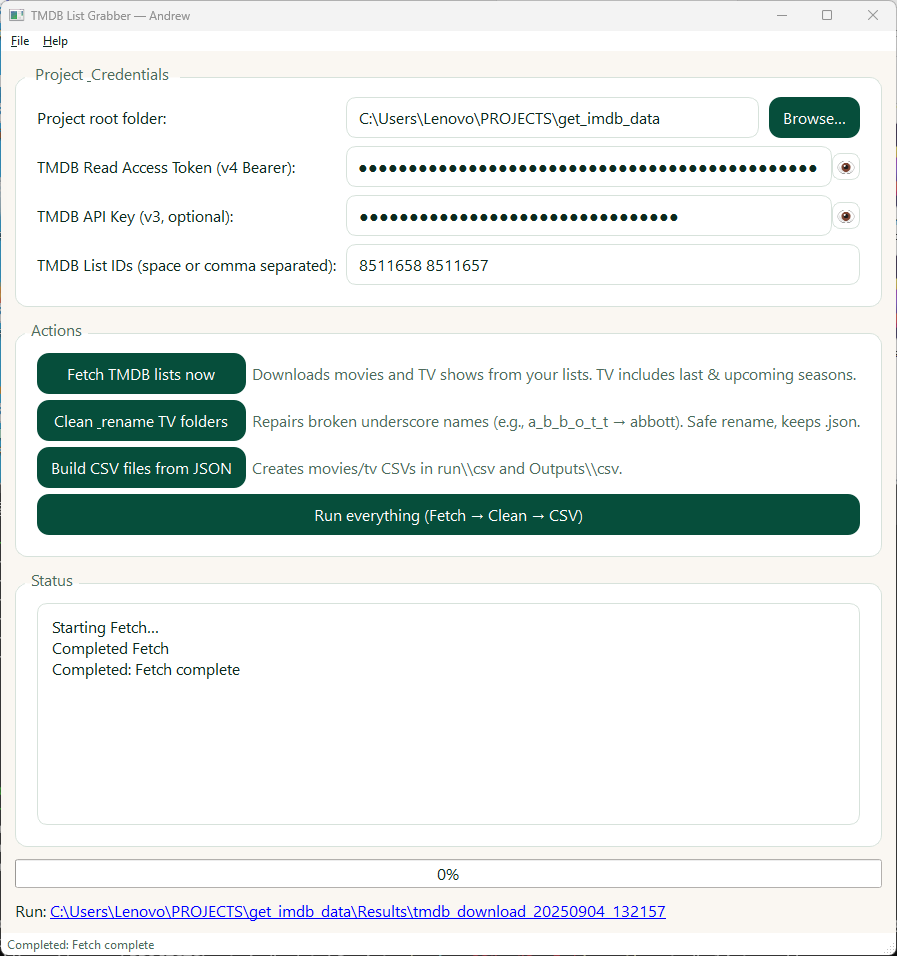 TMDB List Grabber — Andrew
File Help
Project _Credentials
Project root folder: C:\Users\Lenovo\PROJECTS\get_imdb_data Browse...
TMDB Read Access Token (v4 Bearer): ●●●●●●●●●●●●●●●●●●●●●●●●●●●●●●●●●●●●●●●●●●●●●●
TMDB API Key (v3, optional): ●●●●●●●●●●●●●●●●●●●●●●●●●●●●●●●●
TMDB List IDs (space or comma separated): 8511658 8511657
Actions
Fetch TMDB lists now Downloads movies and TV shows from your lists. TV includes last & upcoming seasons.
Clean _rename TV folders Repairs broken underscore names (e.g., a_b_b_o_t_t → abbott). Safe rename, keeps .json.
Build CSV files from JSON Creates movies/tv CSVs in run\\csv and Outputs\\csv.
Run everything (Fetch → Clean → CSV)
Status
Starting Fetch...
Completed Fetch
Completed: Fetch complete
0%
Run: C:\Users\Lenovo\PROJECTS\get_imdb_data\Results\tmdb_download_20250904_132157
Completed: Fetch complete